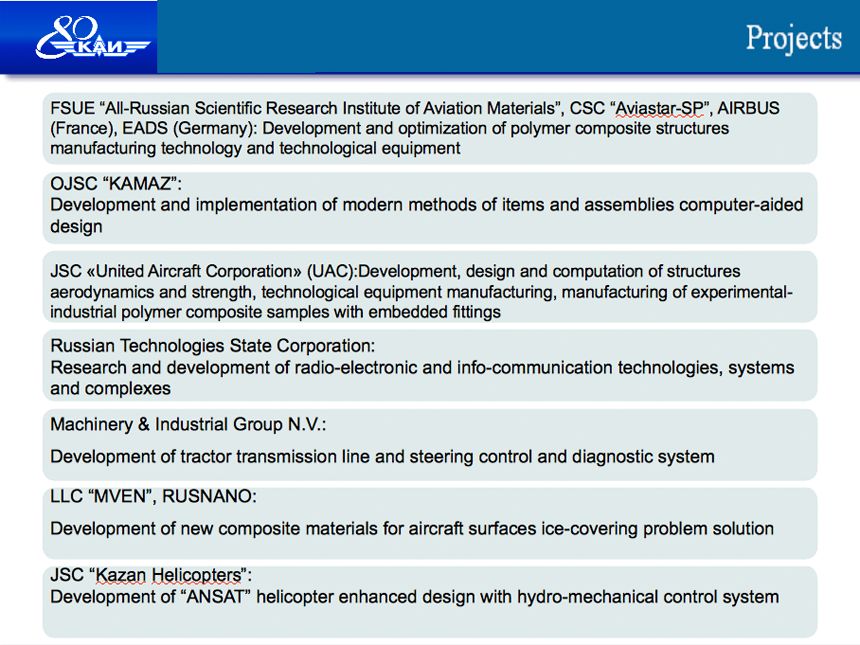 80
КАИ
Projects
FSUE “All-Russian Scientific Research Institute of Aviation Materials”, CSC “Aviastar-SP”, AIRBUS
(France), EADS (Germany): Development and optimization of polymer composite structures
manufacturing technology and technological equipment
OJSC “KAMAZ”:
Development and implementation of modern methods of items and assemblies computer-aided
design
JSC «United Aircraft Corporation» (UAC):Development, design and computation of structures
aerodynamics and strength, technological equipment manufacturing, manufacturing of experimental-
industrial polymer composite samples with embedded fittings
Russian Technologies State Corporation:
Research and development of radio-electronic and info-communication technologies, systems
and complexes
Machinery & Industrial Group N.V.:
Development of tractor transmission line and steering control and diagnostic system
LLC “MVEN”, RUSNANO:
Development of new composite materials for aircraft surfaces ice-covering problem solution
JSC “Kazan Helicopters”:
Development of “ANSAT” helicopter enhanced design with hydro-mechanical control system